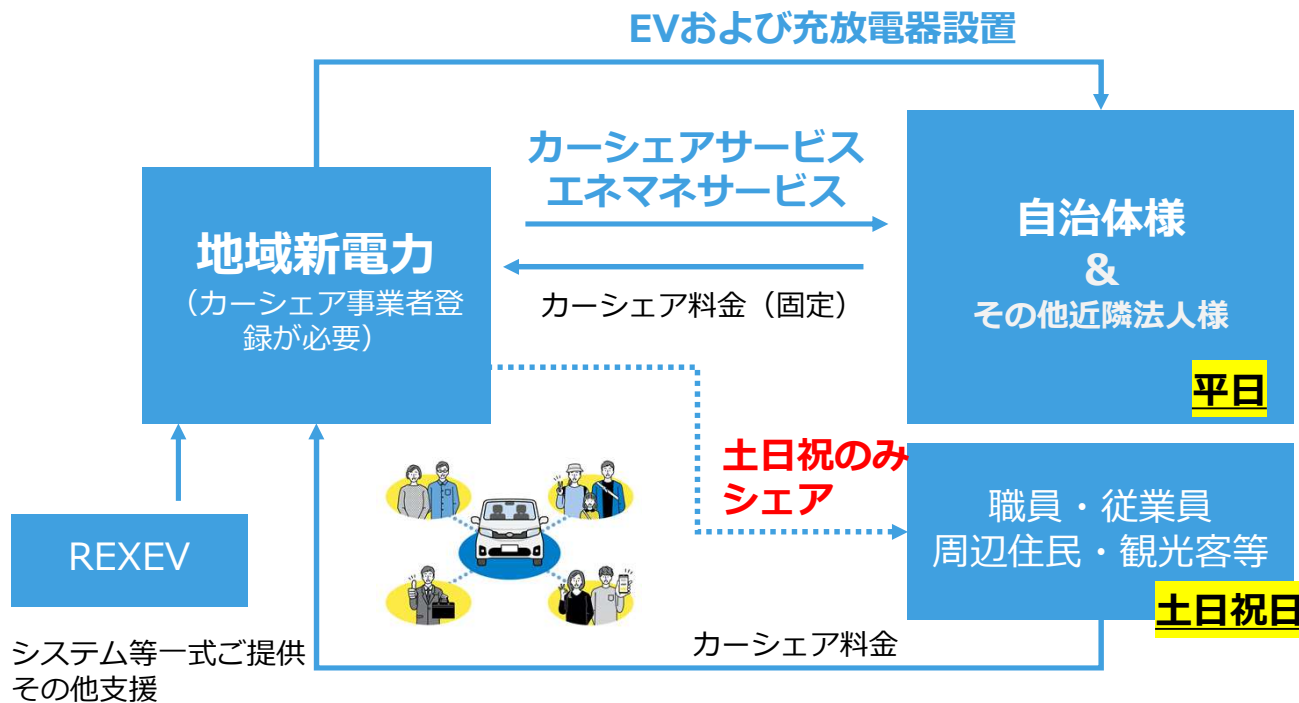 EVおよび充放電器設置
カーシェアサービス
エネマネサービス
地域新電力
（カーシェア事業者登
録が必要）
カーシェア料金（固定）
自治体様
&
その他近隣法人様
平日
土日祝のみ
シェア
職員・従業員
周辺住民・観光客等
土日祝日
REXEV
システム等一式ご提供
その他支援
カーシェア料金